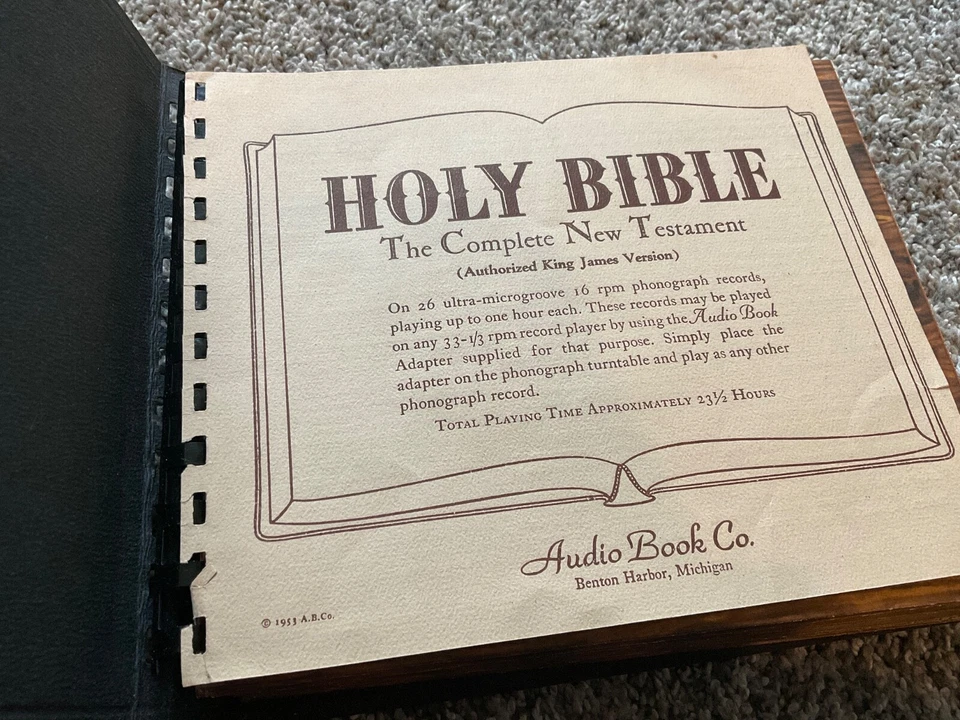 HOLY BIBLE
The Complete New Testament
(Authorized King James Version)
On 26 ultra-microgroove 16 rpm phonograph records,
playing up to one hour each. These records may be played
on any 33-1/3 rpm record player by using the Audio Book
Adapter supplied for that purpose. Simply place the
adapter on the phonograph turntable and play as any other
phonograph record.
Total Playing Time Approximately 23½ Hours
Audio Book Co.
Benton Harbor, Michigan
© 1953 A.B.Co.